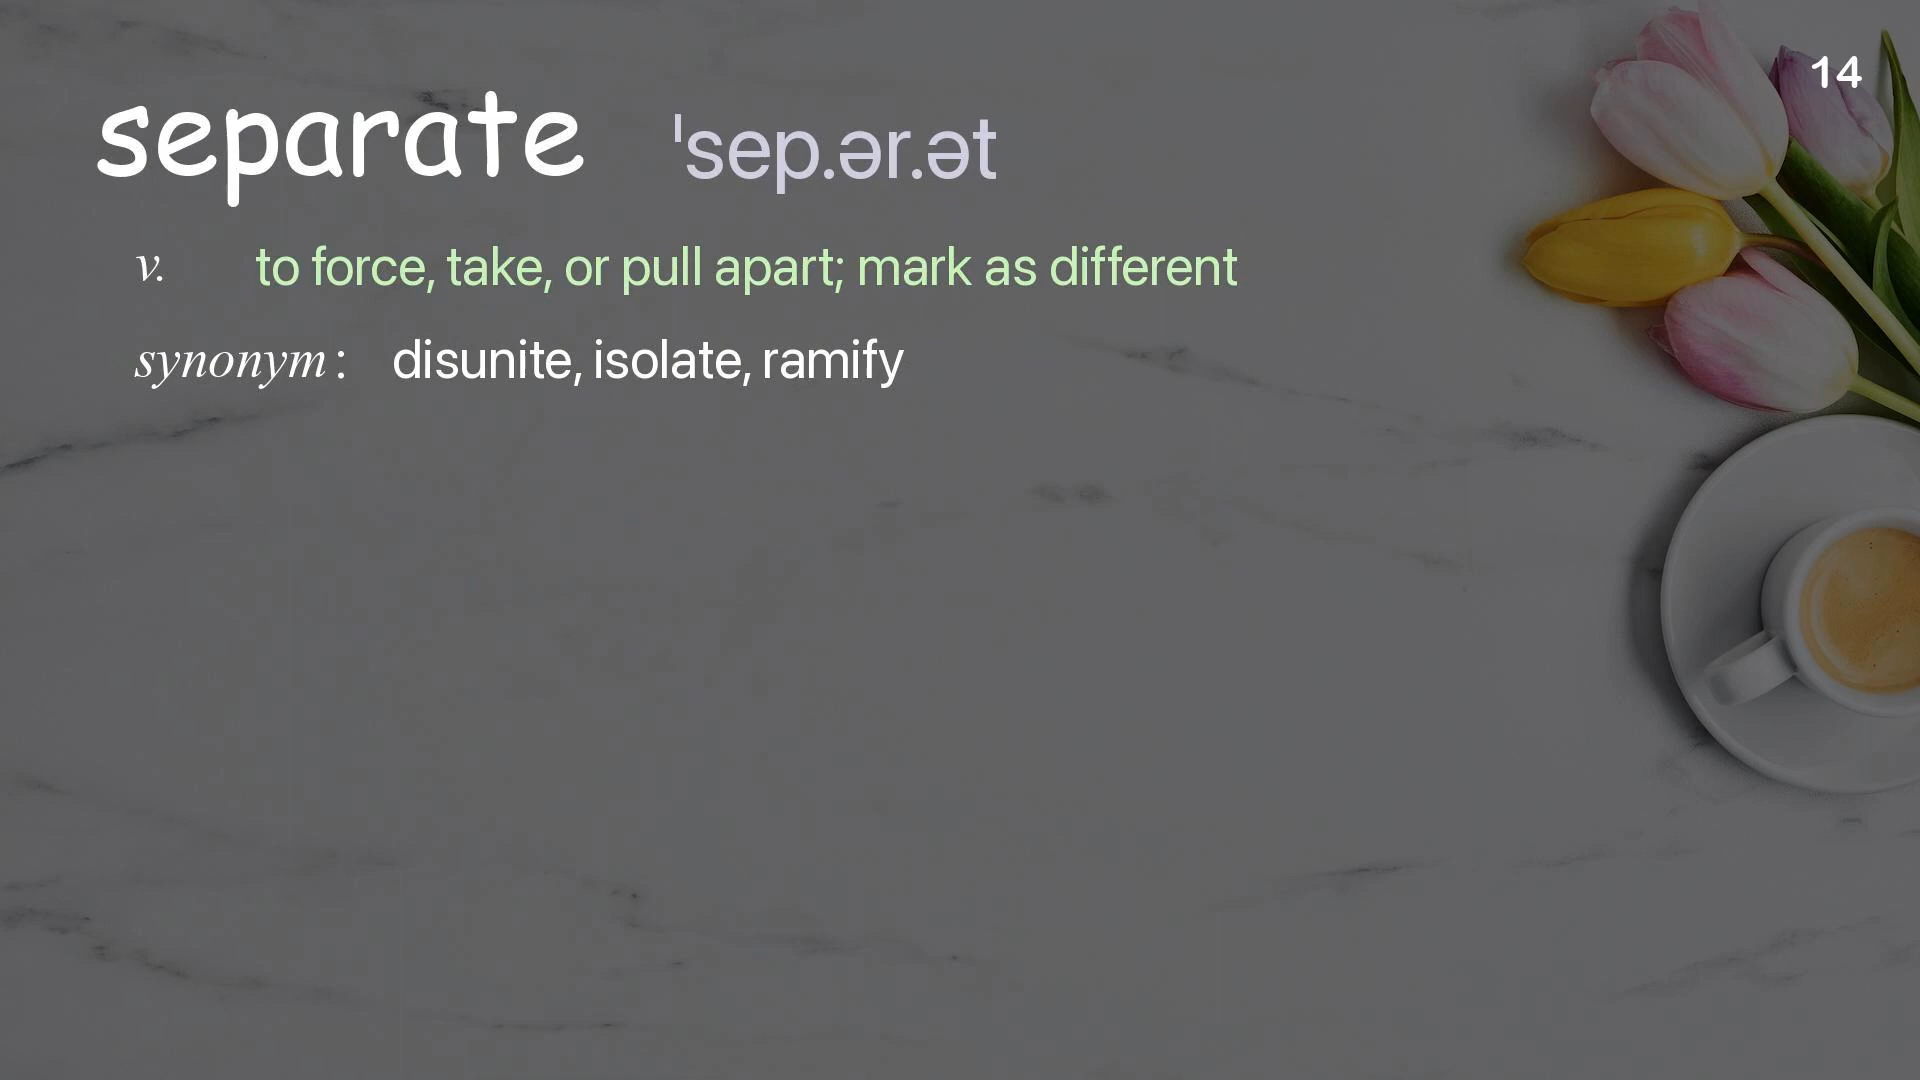 14
separate ˈsep.ər.ət
v. to force, take, or pull apart; mark as different
synonym : disunite, isolate, ramify